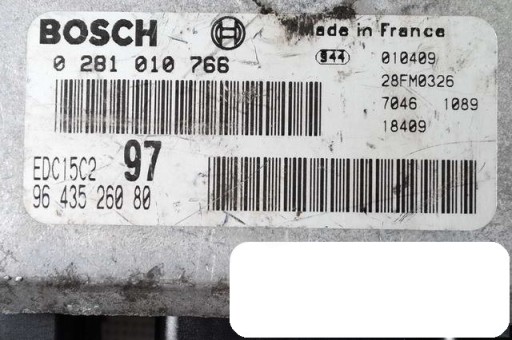 BOSCH
Made in France
0 281 010 766
344 010409
28FM0326
7046 1089
18409
EDC15C2 97
96 435 260 80